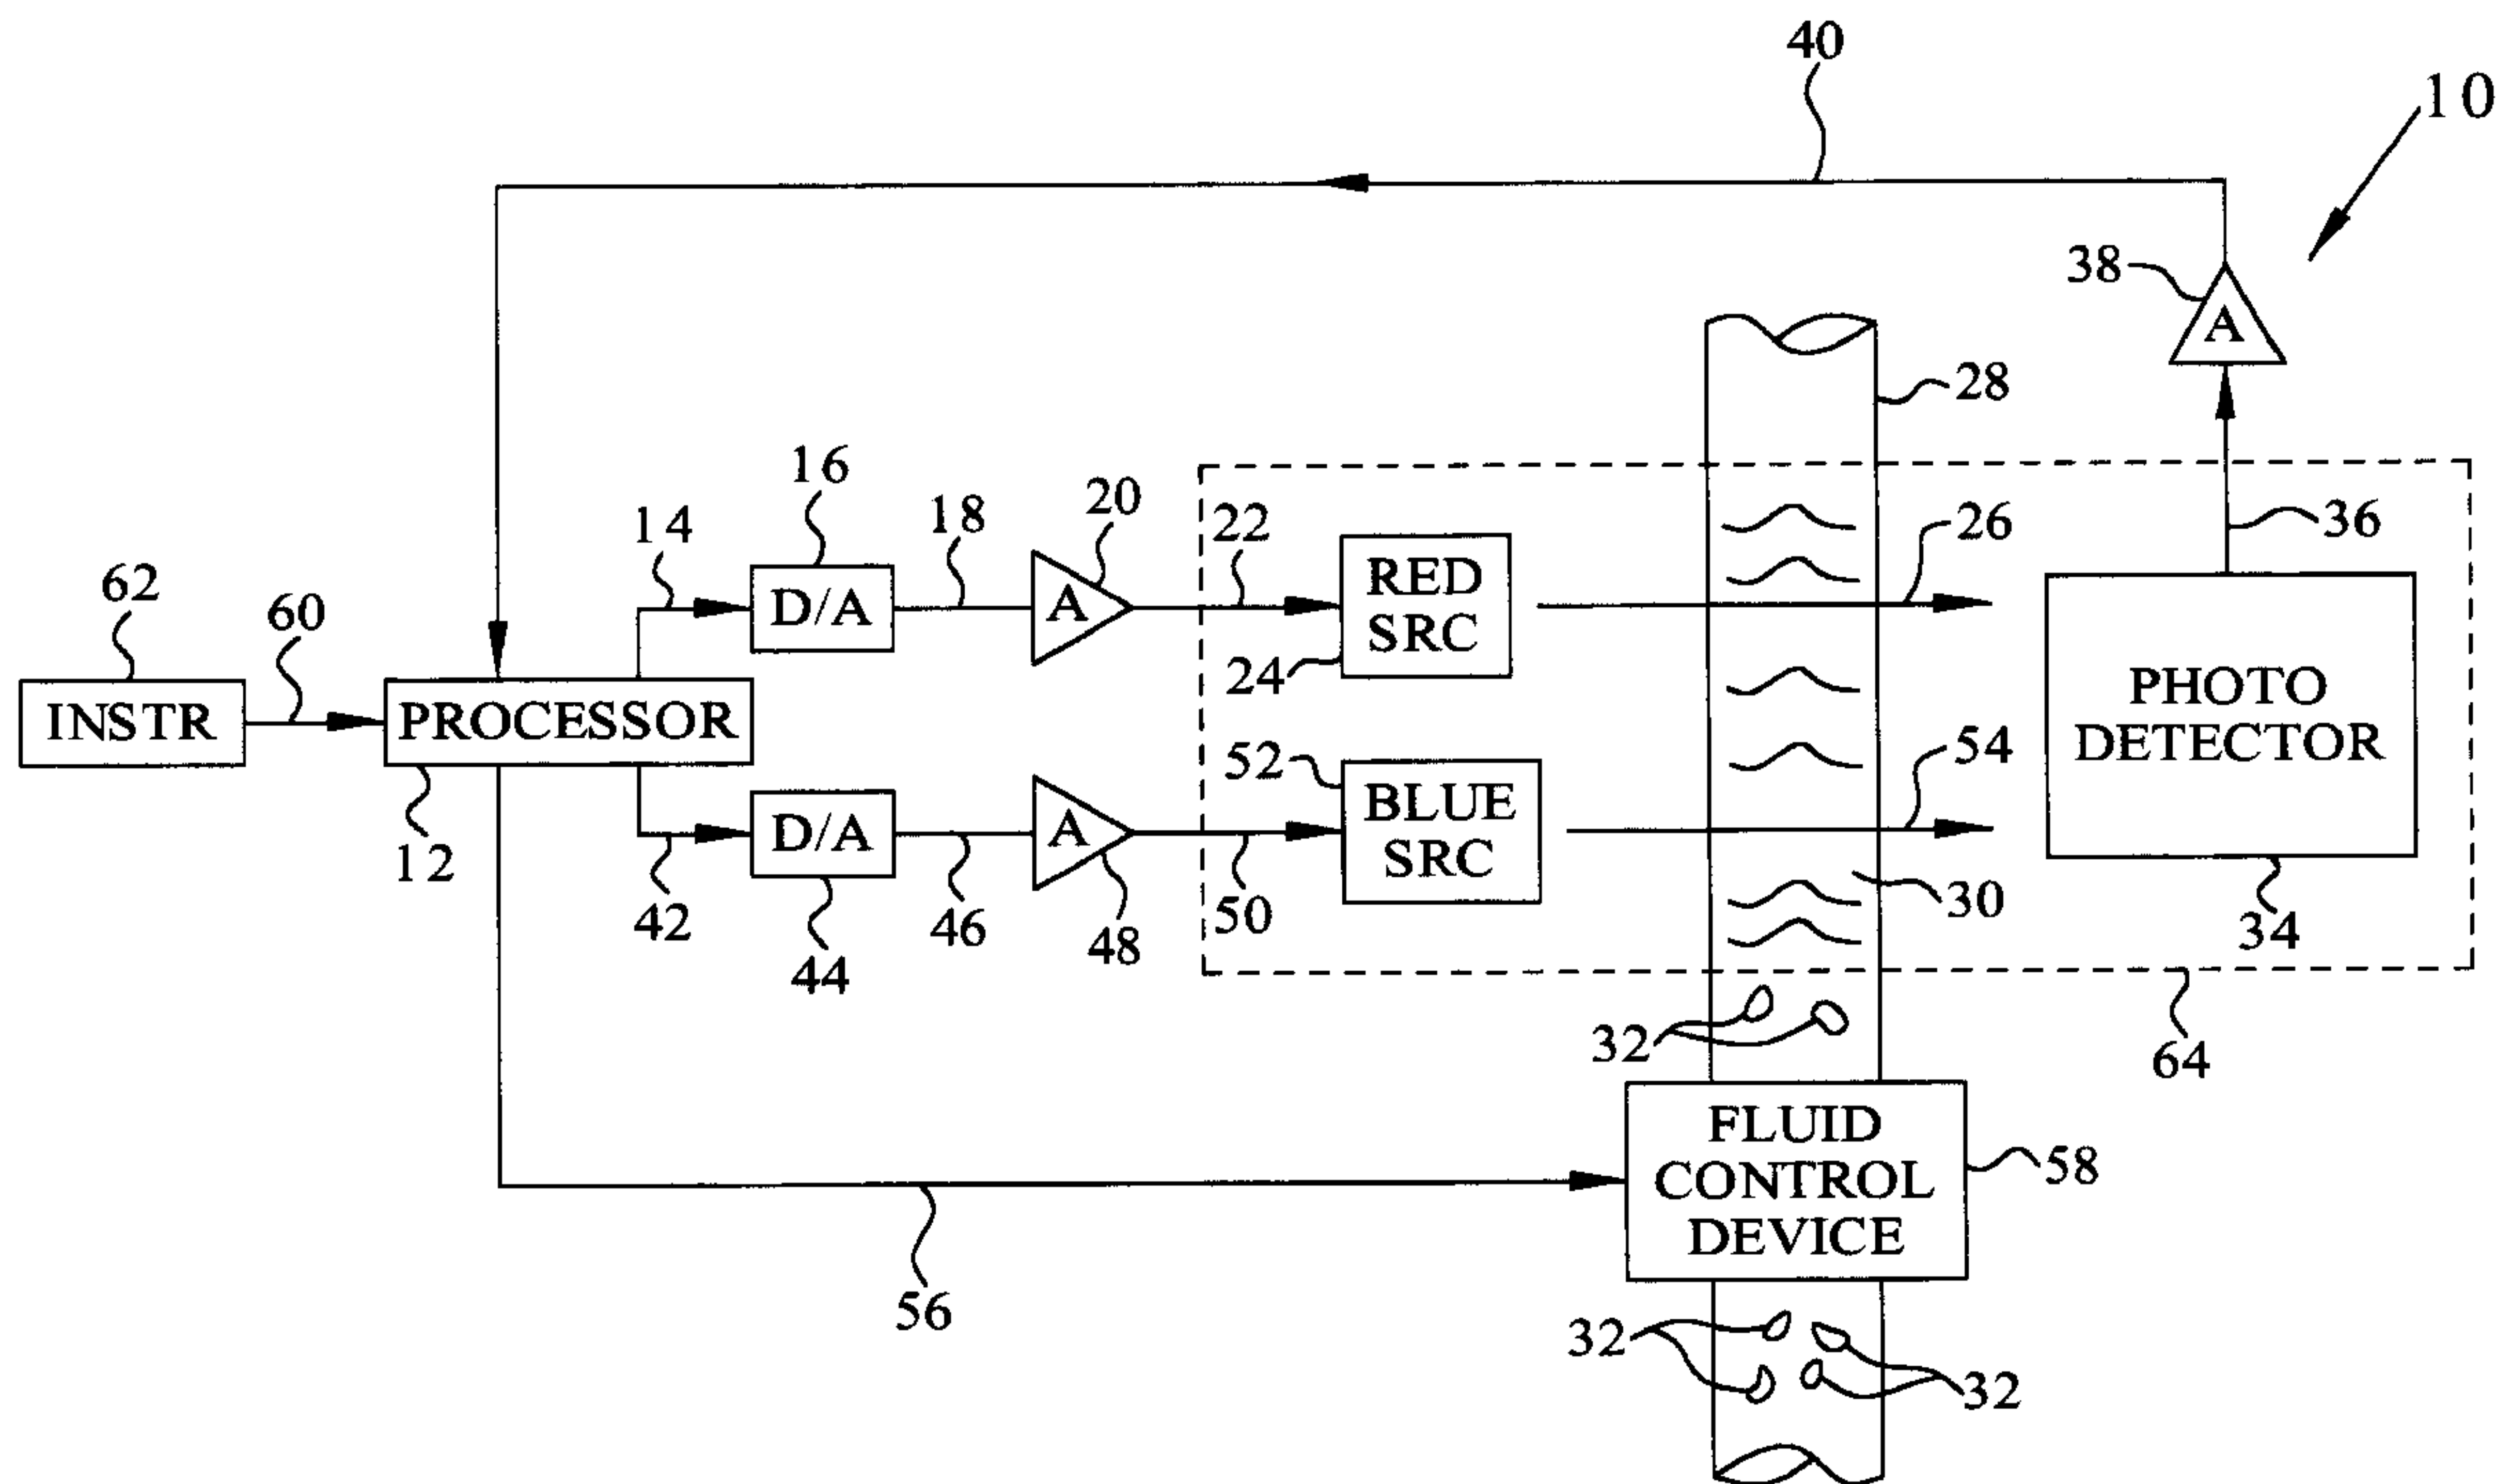 40
10
38
A
28
16
20
14
18
22
26
36
62
60
D/A
A
RED
SRC
24
PHOTO
DETECTOR
INSTR
PROCESSOR
52
54
12
D/A
A
BLUE
SRC
42
44
46
48
50
30
34
32
64
FLUID
CONTROL
DEVICE
58
56
32
32